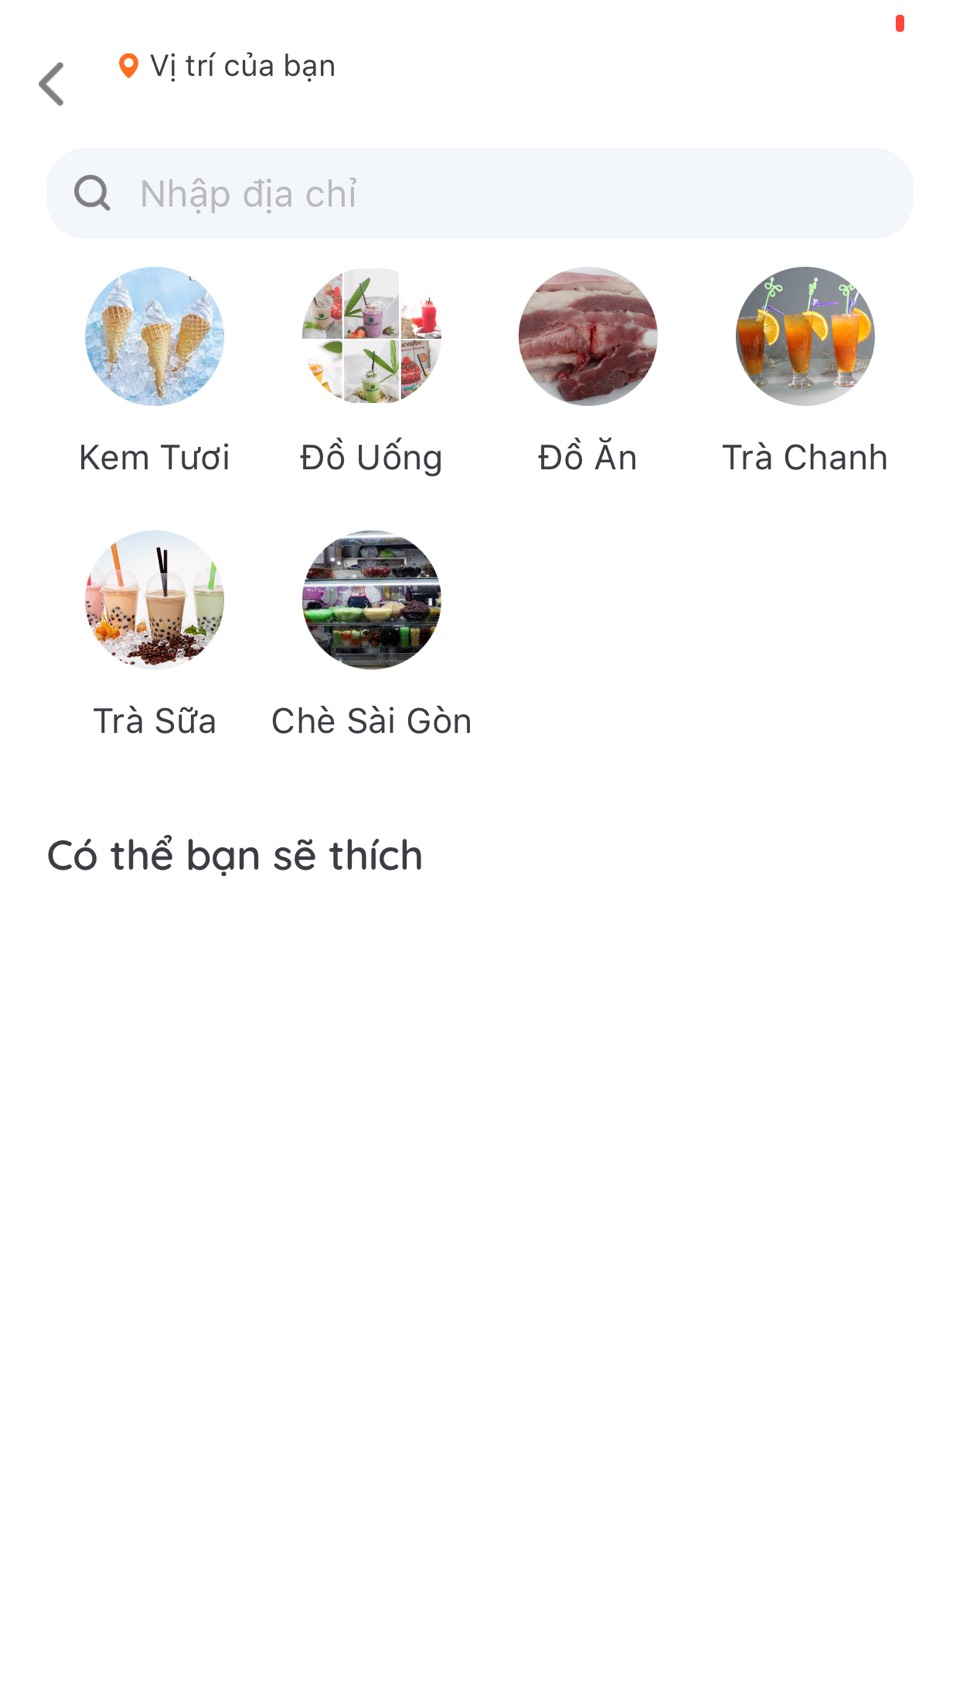 Vị trí của bạn
Nhập địa chỉ
Kem Tươi
Đồ Uống
Đồ Ăn
Trà Chanh
Trà Sữa
Chè Sài Gòn
Có thể bạn sẽ thích